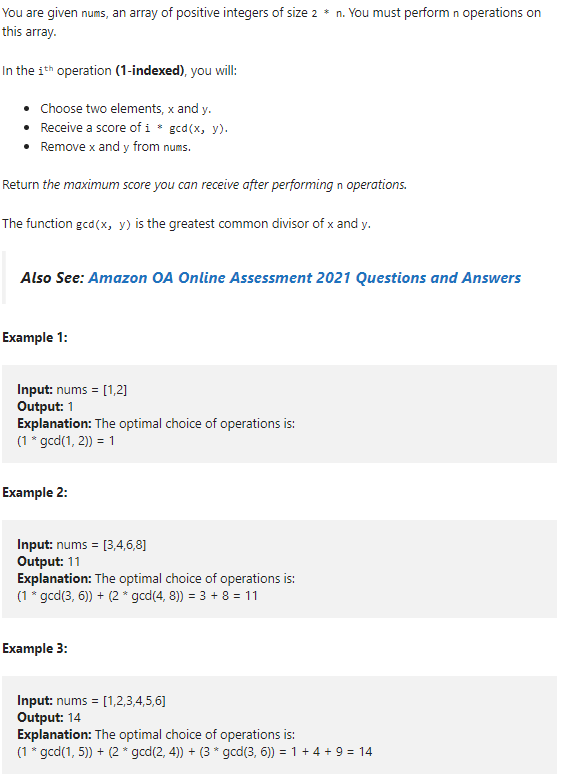 You are given nums, an array of positive integers of size 2 * n. You must perform n operations on
this array.
In the ith operation (1-indexed), you will:
• Choose two elements, x and y.
• Receive a score of i * gcd(x, y).
• Remove x and y from nums.
Return the maximum score you can receive after performing n operations.
The function gcd(x, y) is the greatest common divisor of x and y.
Also See: Amazon OA Online Assessment 2021 Questions and Answers
Example 1:
Input: nums = [1,2]
Output: 1
Explanation: The optimal choice of operations is:
(1 * gcd(1, 2)) = 1
Example 2:
Input: nums = [3,4,6,8]
Output: 11
Explanation: The optimal choice of operations is:
(1 * gcd(3, 6)) + (2 * gcd(4, 8)) = 3 + 8 = 11
Example 3:
Input: nums = [1,2,3,4,5,6]
Output: 14
Explanation: The optimal choice of operations is:
(1 * gcd(1, 5)) + (2 * gcd(2, 4)) + (3 * gcd(3, 6)) = 1 + 4 + 9 = 14